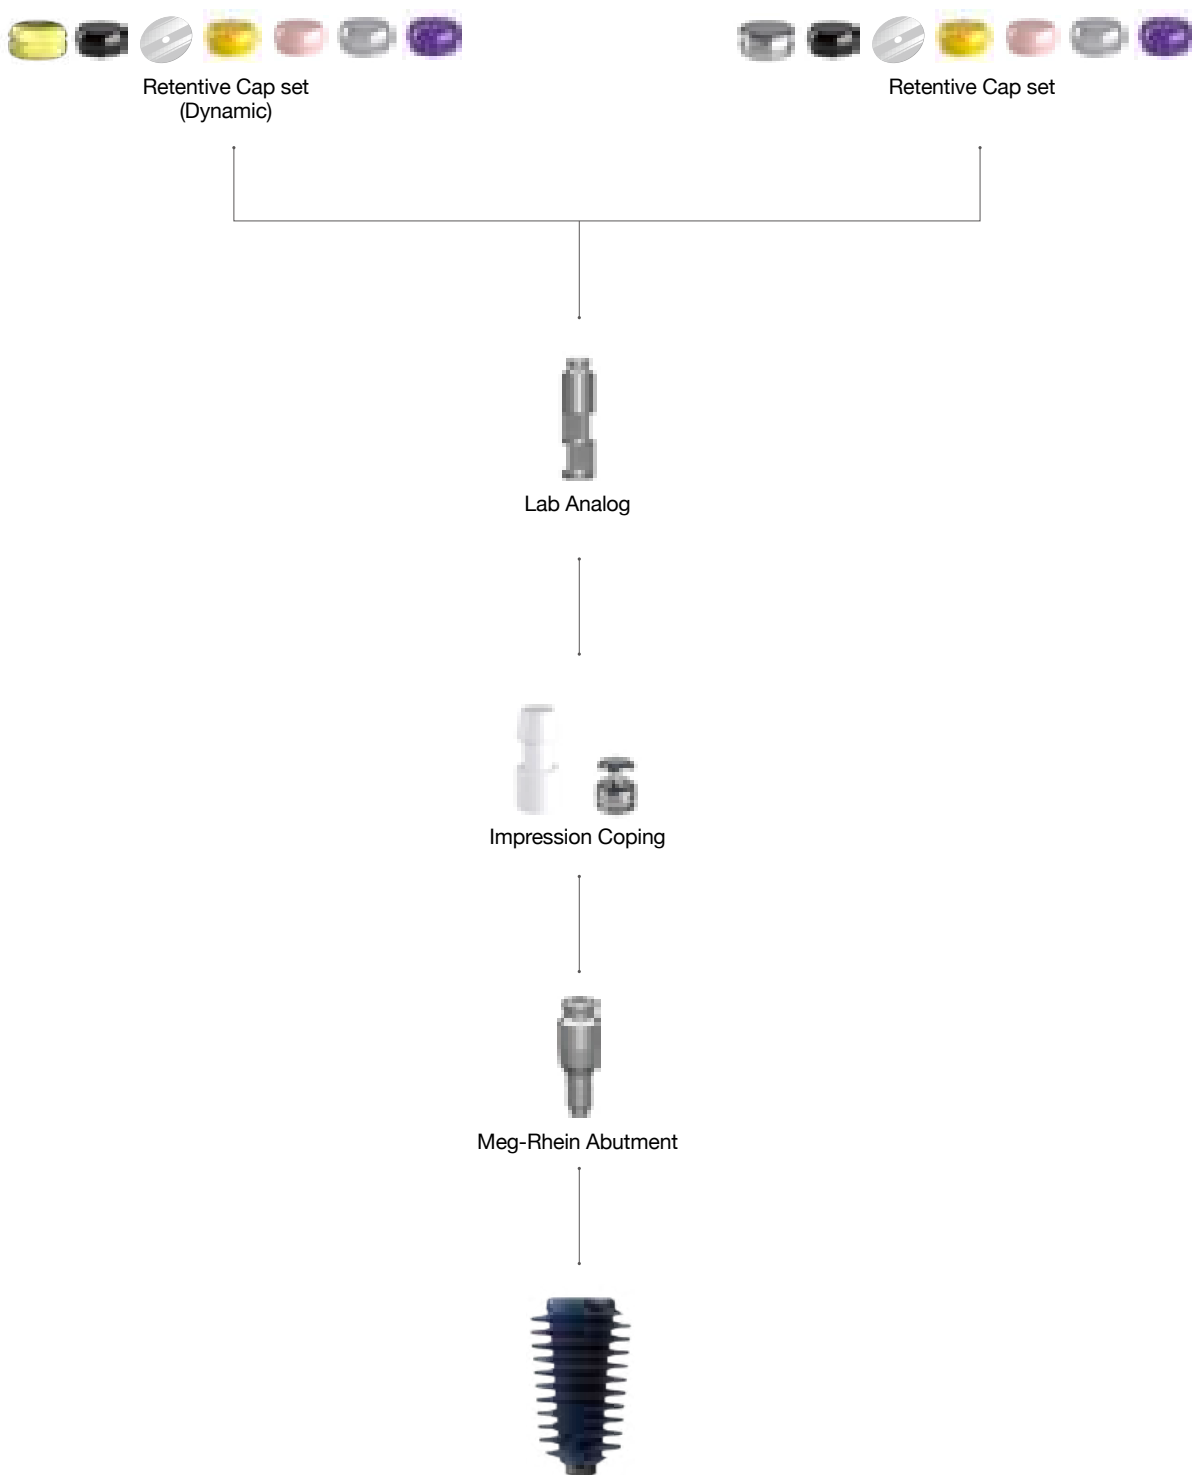 Retentive Cap set
(Dynamic)
Retentive Cap set
Lab Analog
Impression Coping
Meg-Rhein Abutment